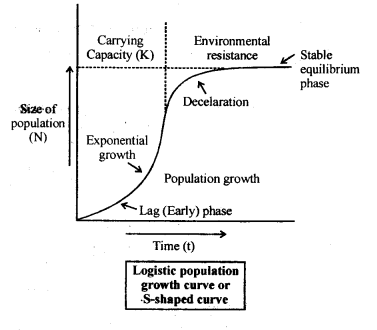 Carrying
Capacity (K)
Environmental
resistance
Stable
equilibrium
phase
Decelaration
Size of
population
(N)
Exponential
growth
Population growth
Lag (Early) phase
Time (t)
Logistic population
growth curve or
S-shaped curve